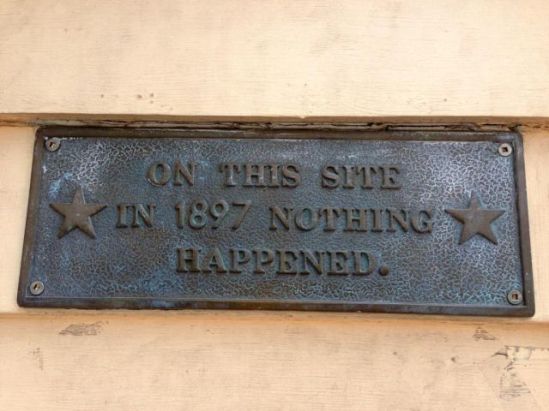 ON THIS SITE
IN 1897 NOTHING
HAPPENED.